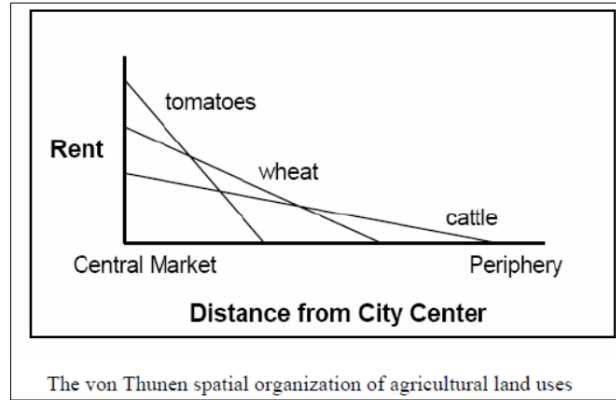 tomatoes
Rent
wheat
cattle
Central Market Periphery
Distance from City Center
The von Thunen spatial organization of agricultural land uses